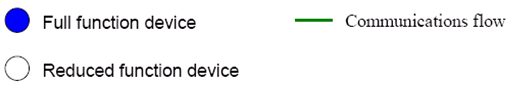 Full function device
Communications flow
Reduced function device